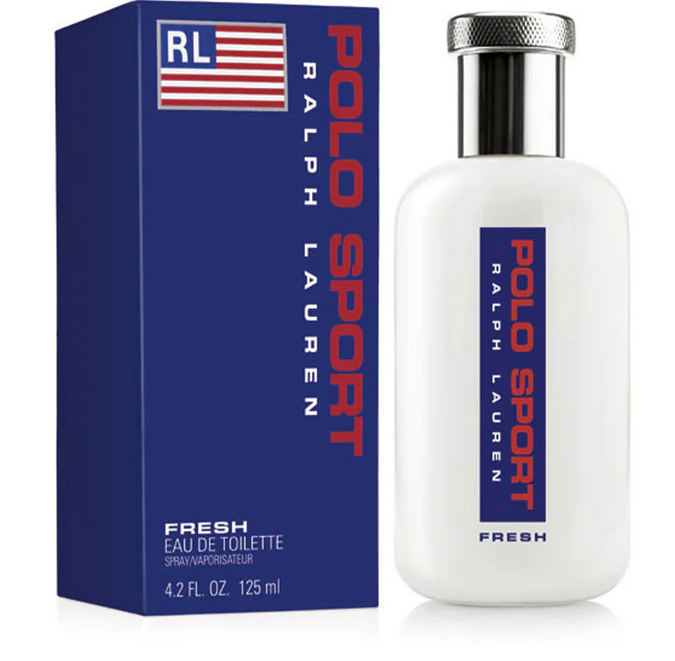 RL
POLO SPORT
RALPH LAUREN
FRESH
EAU DE TOILETTE
SPRAY/VAPORISATEUR
4.2 FL. OZ. 125 ml
POLO SPORT
RALPH LAUREN
FRESH